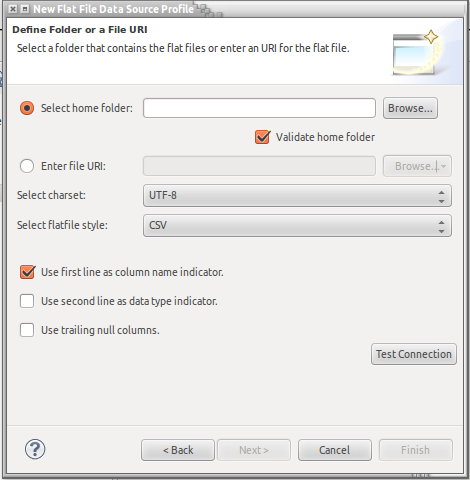 New Flat File Data Source Profile
Define Folder or a File URI
Select a folder that contains the flat files or enter an URI for the flat file.
Select home folder:
Browse...
Validate home folder
Enter file URI:
Browse...
Select charset:
UTF-8
Select flatfile style:
CSV
Use first line as column name indicator.
Use second line as data type indicator.
Use trailing null columns.
Test Connection
?
< Back
Next >
Cancel
Finish